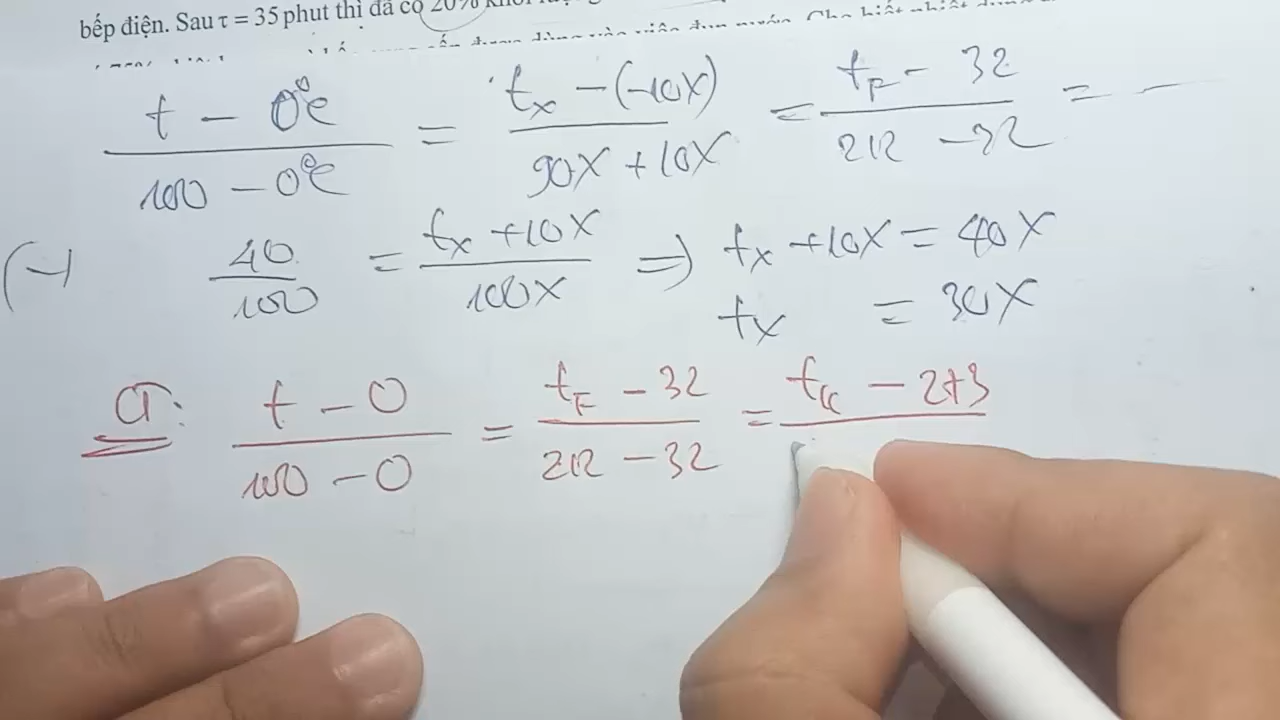 bếp điện. Sau τ = 35 phut thì đã có 20%
t - 0°C / 100 - 0°C = tx - (-10X) / 90X + 10X = tF - 32 / 212 - 32 = -
(-) 40 / 100 = tx + 10X / 100X => tx + 10X = 40X
tx = 30X
a: t - 0 / 100 - 0 = tF - 32 / 212 - 32 = tK - 273